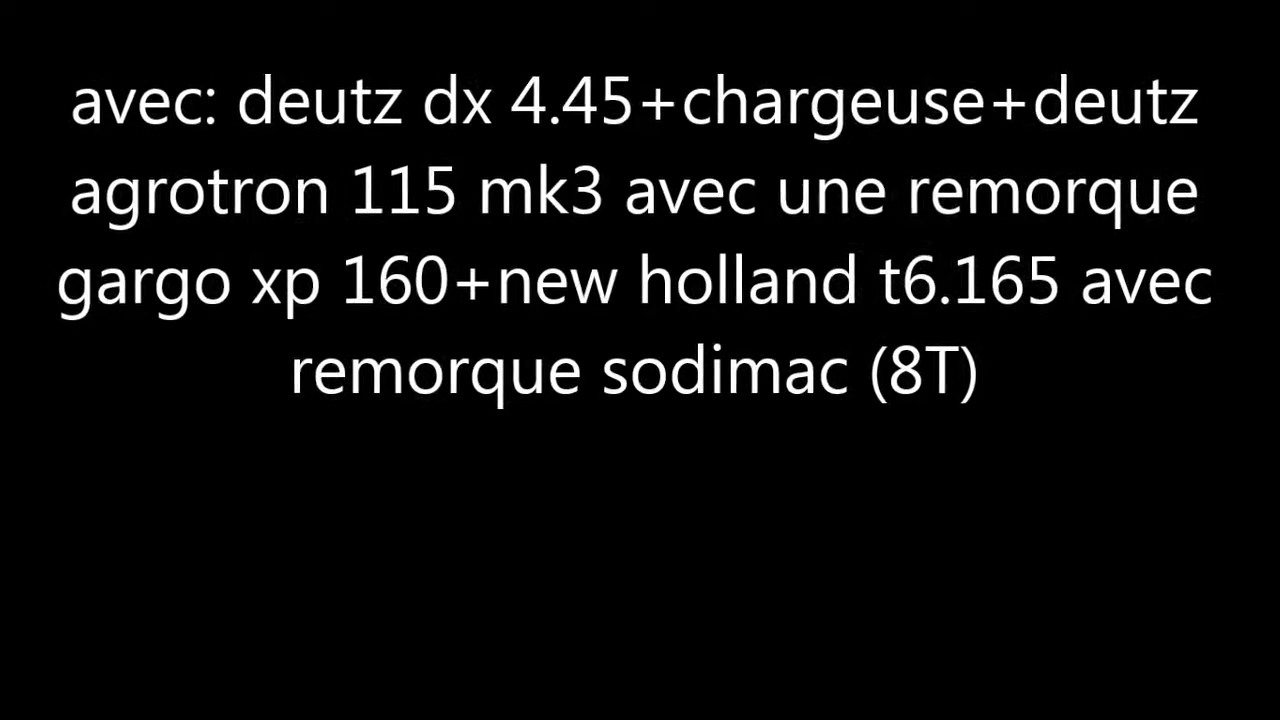 avec: deutz dx 4.45+chargeuse+deutz
agrotron 115 mk3 avec une remorque
gargo xp 160+new holland t6.165 avec
remorque sodimac (8T)